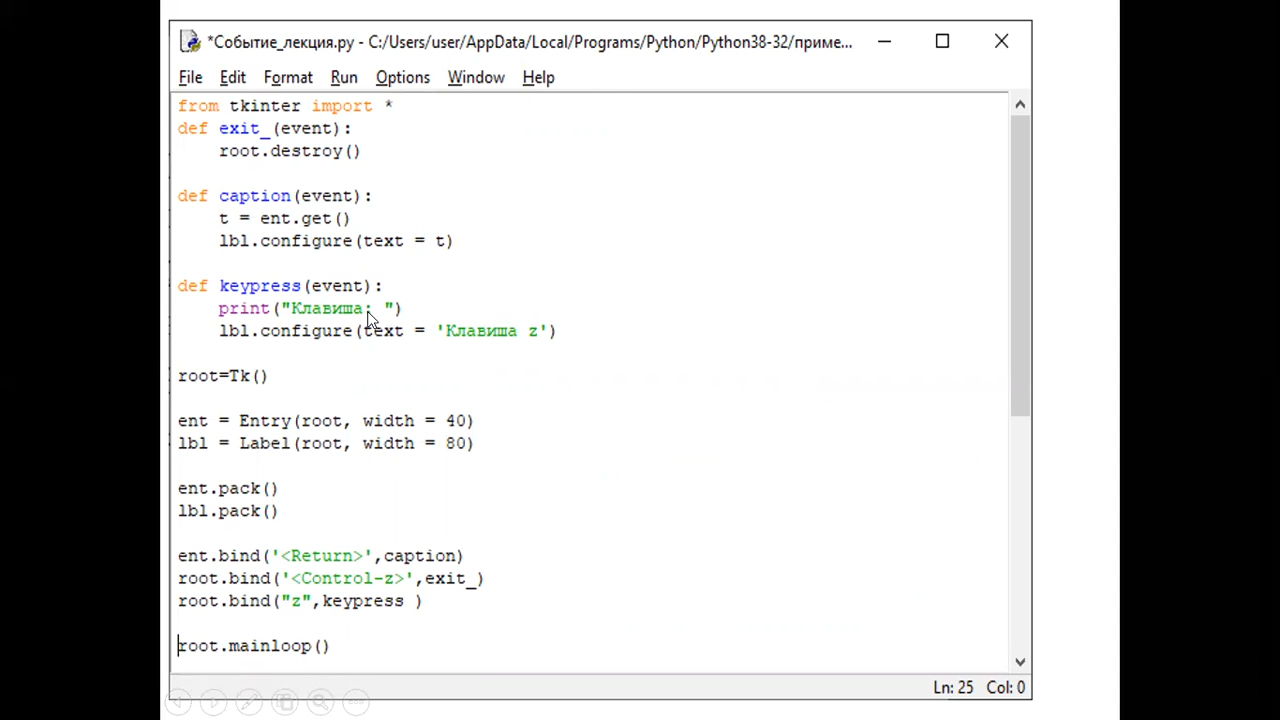 *Событие_лекция.py - C:/Users/user/AppData/Local/Programs/Python/Python38-32/приме...
File Edit Format Run Options Window Help
from tkinter import *
def exit_(event):
    root.destroy()
def caption(event):
    t = ent.get()
    lbl.configure(text = t)
def keypress(event):
    print("Клавиша: ")
    lbl.configure(text = 'Клавиша z')
root=Tk()
ent = Entry(root, width = 40)
lbl = Label(root, width = 80)
ent.pack()
lbl.pack()
ent.bind('<Return>',caption)
root.bind('<Control-z>',exit_)
root.bind("z",keypress )
root.mainloop()
Ln: 25 Col: 0